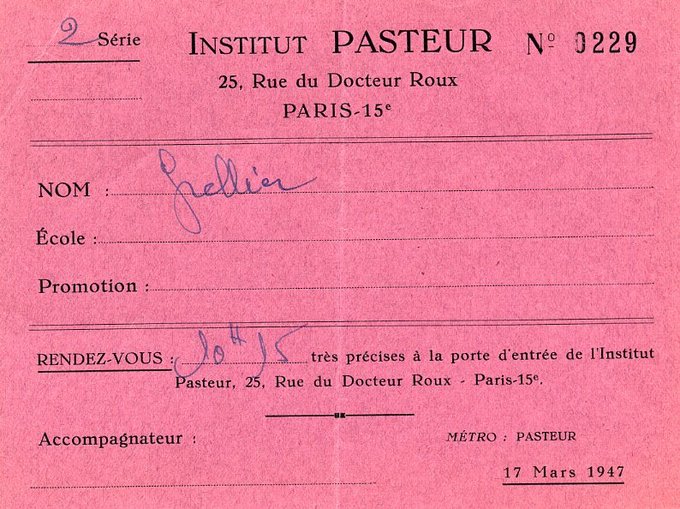 2 Série
INSTITUT PASTEUR Nº 0229
25, Rue du Docteur Roux
PARIS-15e
NOM : Grellier
École :
Promotion :
RENDEZ-VOUS : 10H15 très précises à la porte d'entrée de l'Institut
Pasteur, 25, Rue du Docteur Roux - Paris-15e.
Accompagnateur :
MÉTRO : PASTEUR
17 Mars 1947